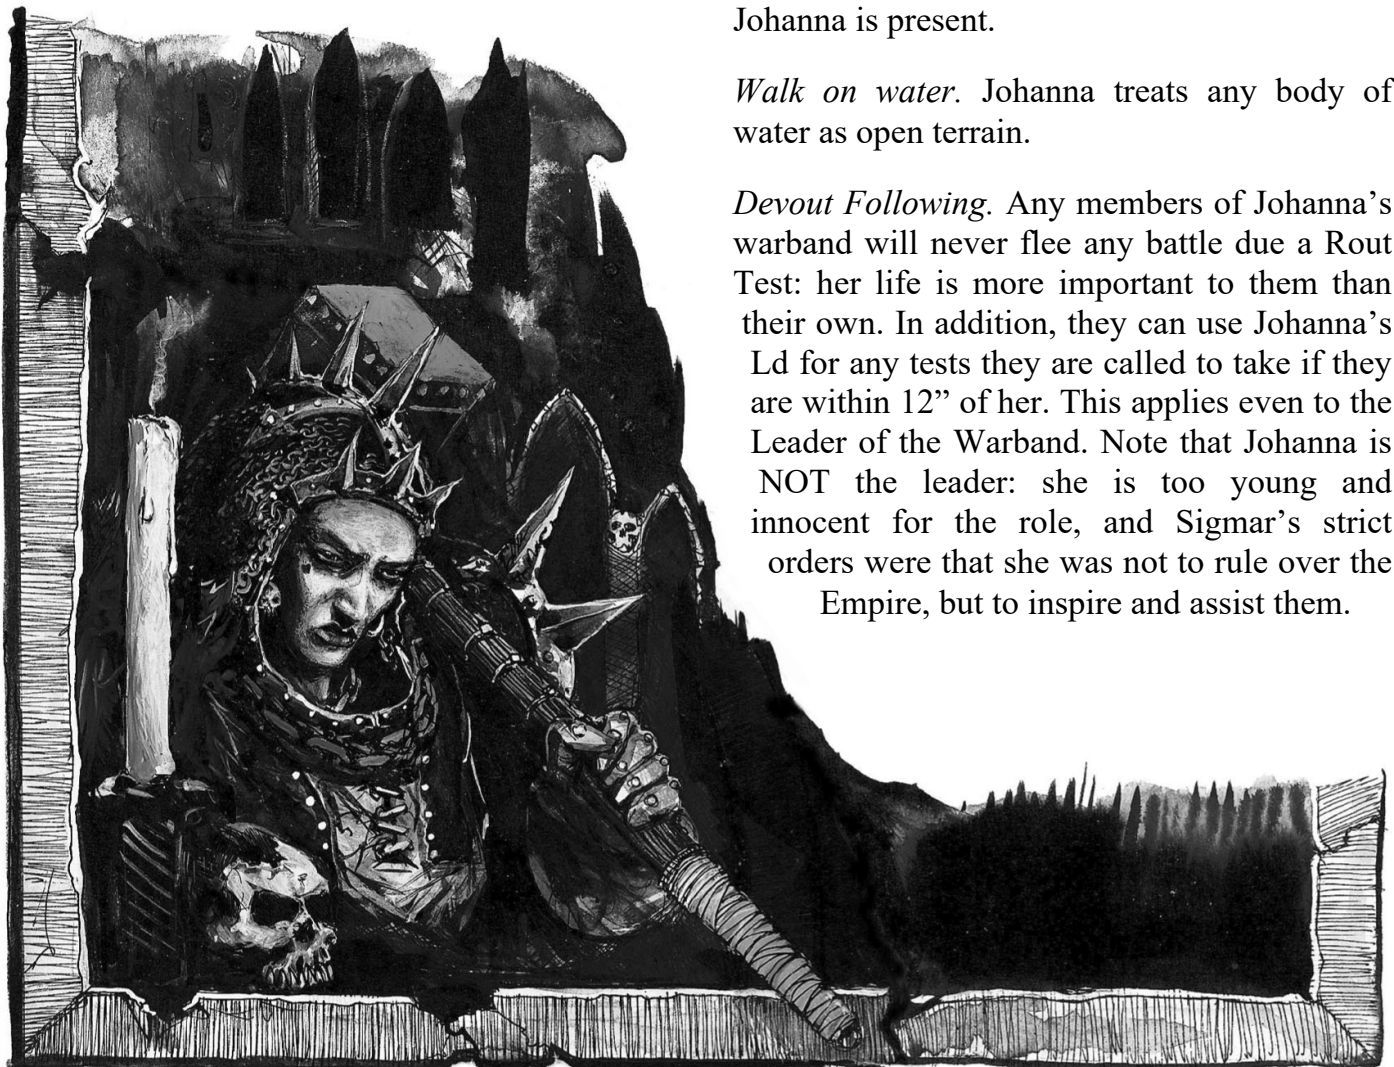 Johanna is present.
Walk on water. Johanna treats any body of
water as open terrain.
Devout Following. Any members of Johanna’s
warband will never flee any battle due a Rout
Test: her life is more important to them than
their own. In addition, they can use Johanna’s
Ld for any tests they are called to take if they
are within 12” of her. This applies even to the
Leader of the Warband. Note that Johanna is
NOT the leader: she is too young and
innocent for the role, and Sigmar’s strict
orders were that she was not to rule over the
Empire, but to inspire and assist them.